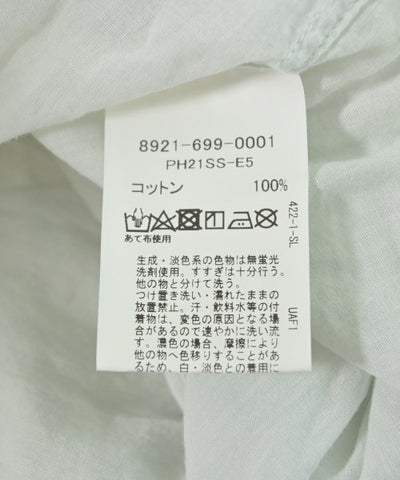 8921-699-0001
PH21SS-E5
コットン 100%
あて布使用
生成・淡色系の色物は無蛍光
洗剤使用。すすぎは十分行う。
他の物と分けて洗う。
つけ置き洗い・濡れたままの
放置禁止。汗・飲料水等の付
着物は、変色の原因となる場
合があるので速やかに洗い流
す。濃色の場合、摩擦により
他の物へ色移りすることがあ
るため、白・淡色との着用に
422-1-SL
UAF1